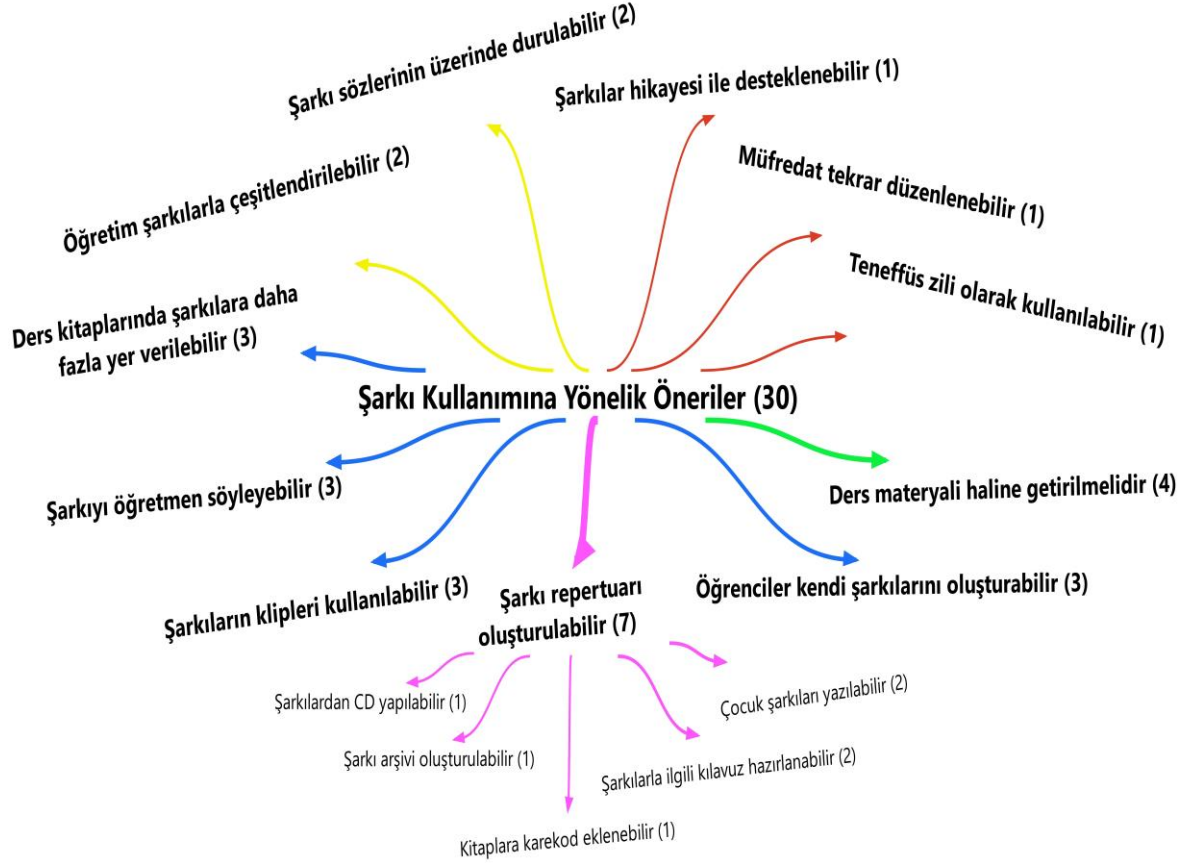 Şarkı sözlerinin üzerinde durulabilir (2)
Şarkılar hikayesi ile desteklenebilir (1)
Öğretim şarkılarla çeşitlendirilebilir (2)
Müfredat tekrar düzenlenebilir (1)
Teneffüs zili olarak kullanılabilir (1)
Ders kitaplarında şarkılara daha
fazla yer verilebilir (3)
Şarkı Kullanımına Yönelik Öneriler (30)
Şarkıyı öğretmen söyleyebilir (3)
Ders materyali haline getirilmelidir (4)
Şarkıların klipleri kullanılabilir (3)
Şarkı repertuarı
oluşturulabilir (7)
Öğrenciler kendi şarkılarını oluşturabilir (3)
Şarkılardan CD yapılabilir (1)
Çocuk şarkıları yazılabilir (2)
Şarkı arşivi oluşturulabilir (1)
Şarkılarla ilgili kılavuz hazırlanabilir (2)
Kitaplara karekod eklenebilir (1)